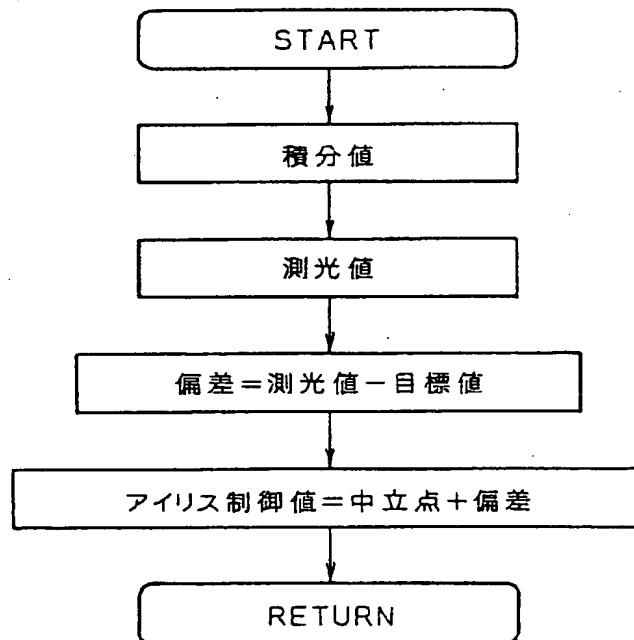 START
積分値
測光値
偏差=測光値-目標値
アイリス制御値=中立点+偏差
RETURN